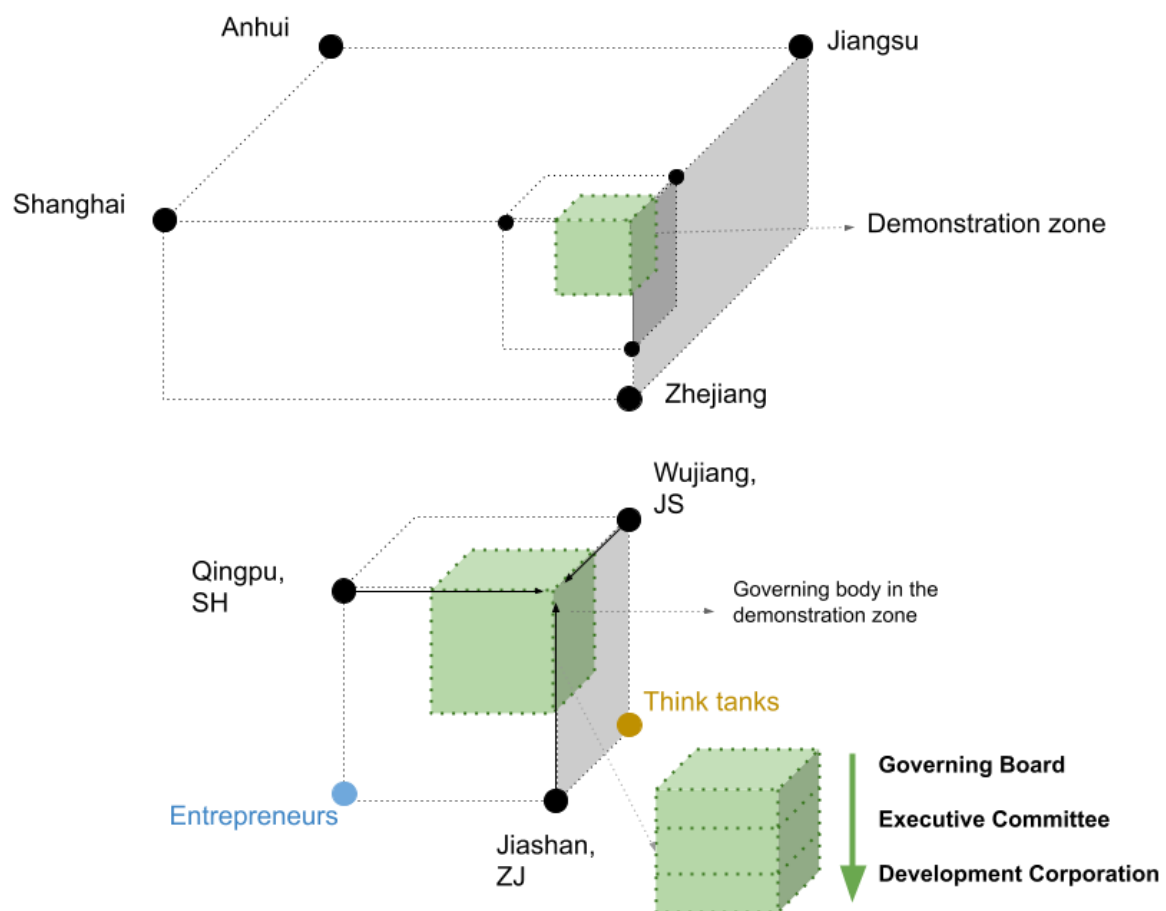 Anhui
Jiangsu
Shanghai
Demonstration zone
Zhejiang
Wujiang,
JS
Qingpu,
SH
Governing body in the
demonstration zone
Think tanks
Governing Board
Entrepreneurs
Executive Committee
Jiashan,
ZJ
Development Corporation